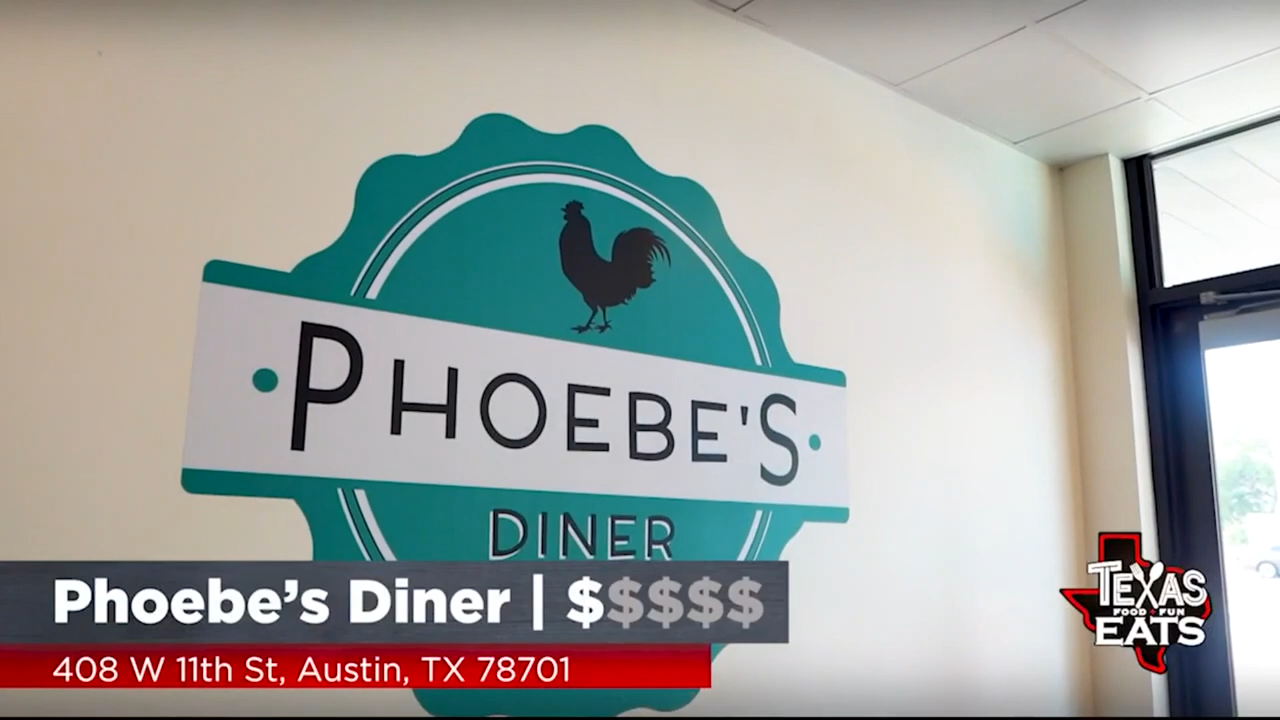 PHOEBE'S
DINER
Phoebe's Diner | $$$$$
408 W 11th St, Austin, TX 78701
TEXAS
FOOD + FUN
EATS